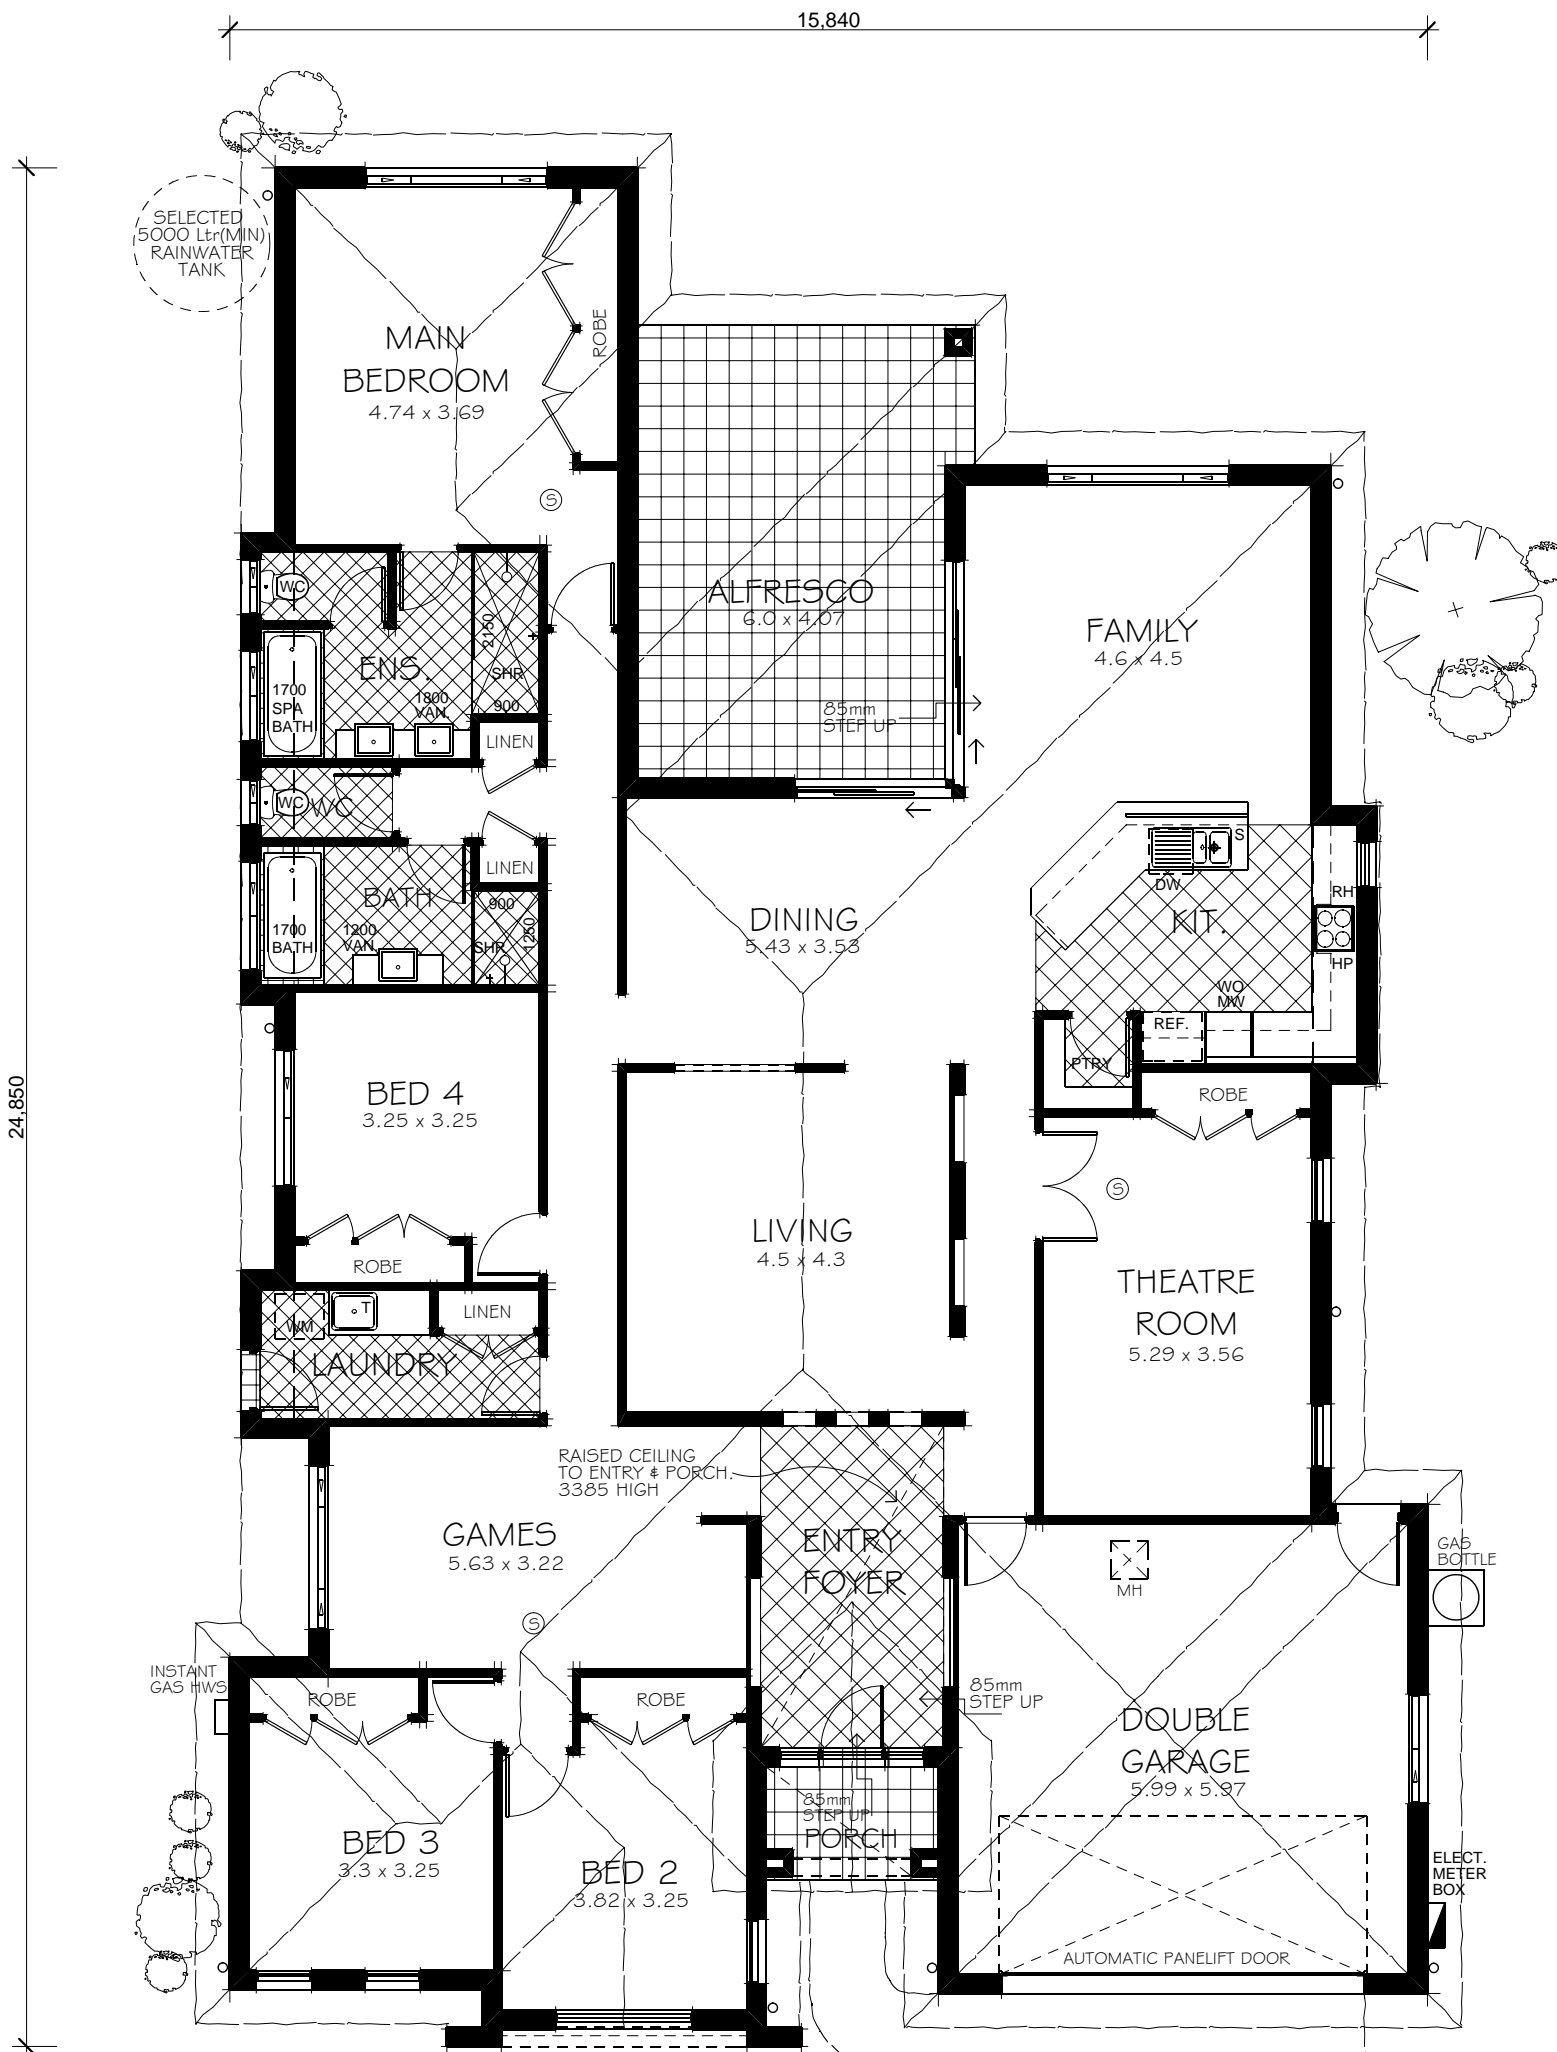 15,840
24,850
SELECTED
5000 Ltr(MIN)
RAINWATER
TANK
MAIN
BEDROOM
4.74 x 3.69
ROBE
S
ALFRESCO
6.0 x 4.07
85mm
STEP UP
FAMILY
4.6 x 4.5
WC
ENS.
1700
SPA
BATH
1800
VAN.
2150
SHR
900
LINEN
WC
WC
LINEN
BATH
1700
BATH
1200
VAN.
900
SHR
1250
DINING
5.43 x 3.53
KIT.
S
DW
RH
HP
WO
MW
REF.
PTRY
ROBE
BED 4
3.25 x 3.25
ROBE
LIVING
4.5 x 4.3
S
THEATRE
ROOM
5.29 x 3.56
WM
T
LINEN
LAUNDRY
RAISED CEILING
TO ENTRY & PORCH.
3385 HIGH
GAMES
5.63 x 3.22
S
ENTRY
FOYER
MH
GAS
BOTTLE
INSTANT
GAS HWS
ROBE
ROBE
85mm
STEP UP
DOUBLE
GARAGE
5.99 x 5.97
85mm
STEP UP
PORCH
BED 3
3.3 x 3.25
BED 2
3.82 x 3.25
ELECT.
METER
BOX
AUTOMATIC PANELIFT DOOR